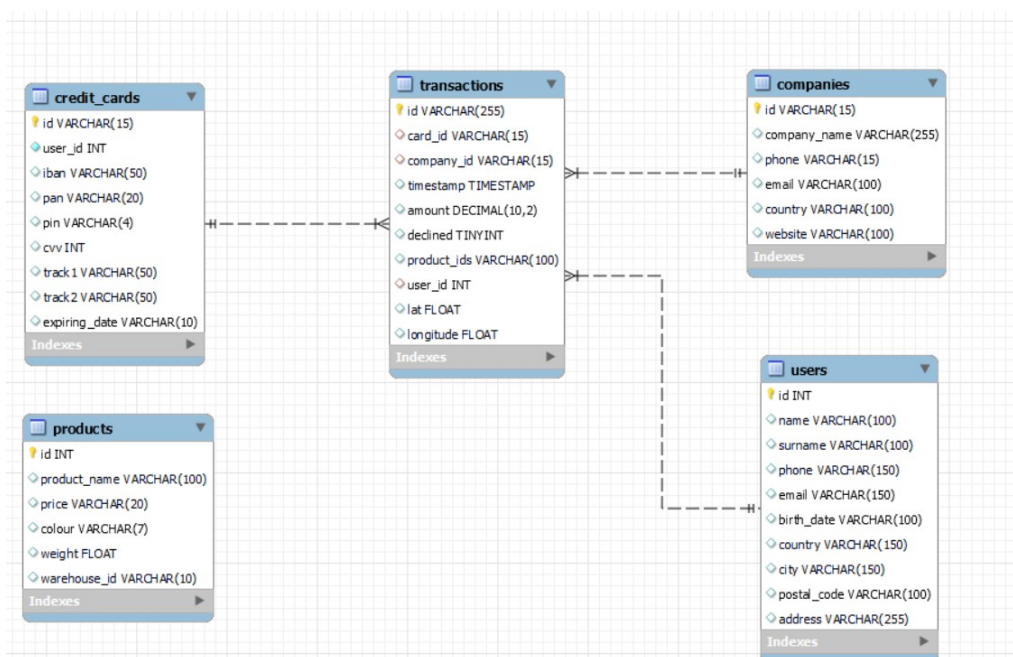 credit_cards
id VARCHAR(15)
user_id INT
iban VARCHAR(50)
pan VARCHAR(20)
pin VARCHAR(4)
cvv INT
track1 VARCHAR(50)
track2 VARCHAR(50)
expiring_date VARCHAR(10)
Indexes
transactions
id VARCHAR(255)
card_id VARCHAR(15)
company_id VARCHAR(15)
timestamp TIMESTAMP
amount DECIMAL(10,2)
declined TINYINT
product_ids VARCHAR(100)
user_id INT
lat FLOAT
longitude FLOAT
Indexes
companies
id VARCHAR(15)
company_name VARCHAR(255)
phone VARCHAR(15)
email VARCHAR(100)
country VARCHAR(100)
website VARCHAR(100)
Indexes
products
id INT
product_name VARCHAR(100)
price VARCHAR(20)
colour VARCHAR(7)
weight FLOAT
warehouse_id VARCHAR(10)
Indexes
users
id INT
name VARCHAR(100)
surname VARCHAR(100)
phone VARCHAR(150)
email VARCHAR(150)
birth_date VARCHAR(100)
country VARCHAR(150)
city VARCHAR(150)
postal_code VARCHAR(100)
address VARCHAR(255)
Indexes